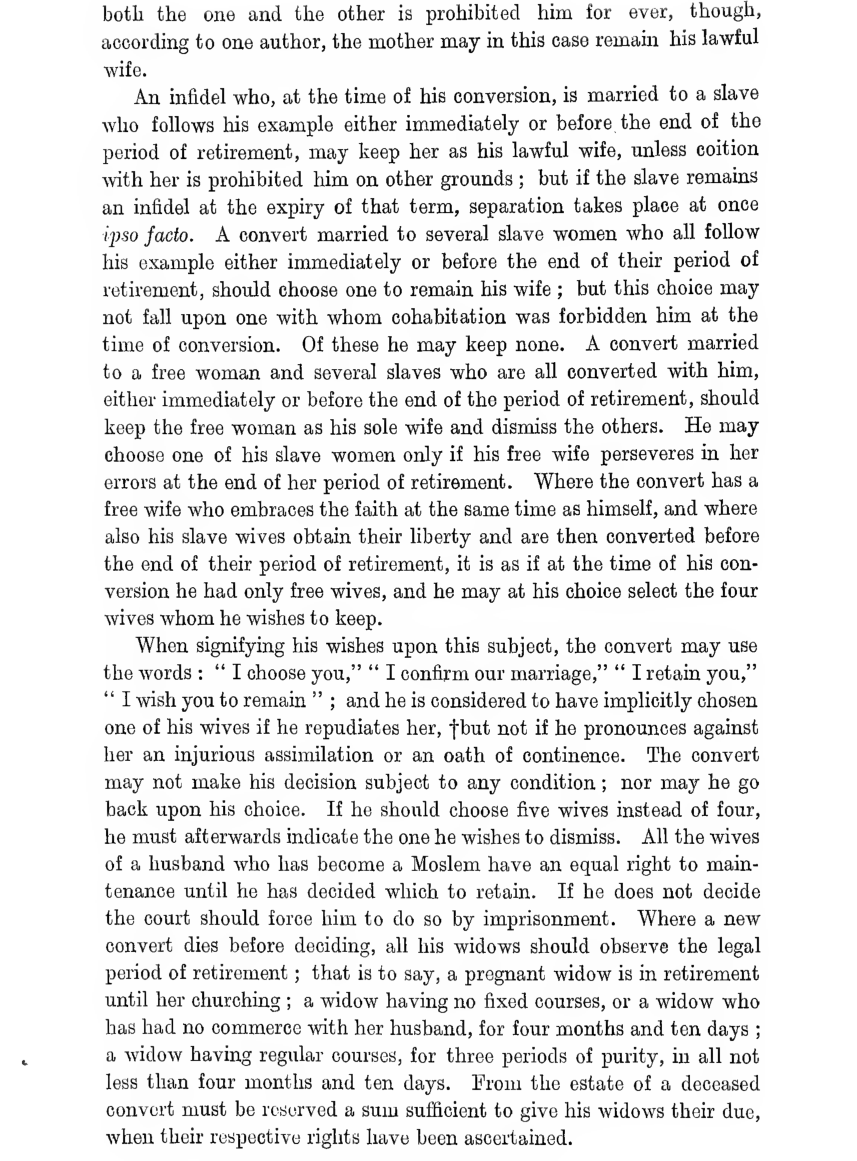 both the one and the other is prohibited him for ever, though,
according to one author, the mother may in this case remain his lawful
wife.
An infidel who, at the time of his conversion, is married to a slave
who follows his example either immediately or before the end of the
period of retirement, may keep her as his lawful wife, unless coition
with her is prohibited him on other grounds ; but if the slave remains
an infidel at the expiry of that term, separation takes place at once
ipso facto. A convert married to several slave women who all follow
his example either immediately or before the end of their period of
retirement, should choose one to remain his wife ; but this choice may
not fall upon one with whom cohabitation was forbidden him at the
time of conversion. Of these he may keep none. A convert married
to a free woman and several slaves who are all converted with him,
either immediately or before the end of the period of retirement, should
keep the free woman as his sole wife and dismiss the others. He may
choose one of his slave women only if his free wife perseveres in her
errors at the end of her period of retirement. Where the convert has a
free wife who embraces the faith at the same time as himself, and where
also his slave wives obtain their liberty and are then converted before
the end of their period of retirement, it is as if at the time of his con-
version he had only free wives, and he may at his choice select the four
wives whom he wishes to keep.
When signifying his wishes upon this subject, the convert may use
the words : “ I choose you,” “ I confirm our marriage,” “ I retain you,”
“ I wish you to remain ” ; and he is considered to have implicitly chosen
one of his wives if he repudiates her, †but not if he pronounces against
her an injurious assimilation or an oath of continence. The convert
may not make his decision subject to any condition ; nor may he go
back upon his choice. If he should choose five wives instead of four,
he must afterwards indicate the one he wishes to dismiss. All the wives
of a husband who has become a Moslem have an equal right to main-
tenance until he has decided which to retain. If he does not decide
the court should force him to do so by imprisonment. Where a new
convert dies before deciding, all his widows should observe the legal
period of retirement ; that is to say, a pregnant widow is in retirement
until her churching ; a widow having no fixed courses, or a widow who
has had no commerce with her husband, for four months and ten days ;
a widow having regular courses, for three periods of purity, in all not
less than four months and ten days. From the estate of a deceased
convert must be reserved a sum sufficient to give his widows their due,
when their respective rights have been ascertained.